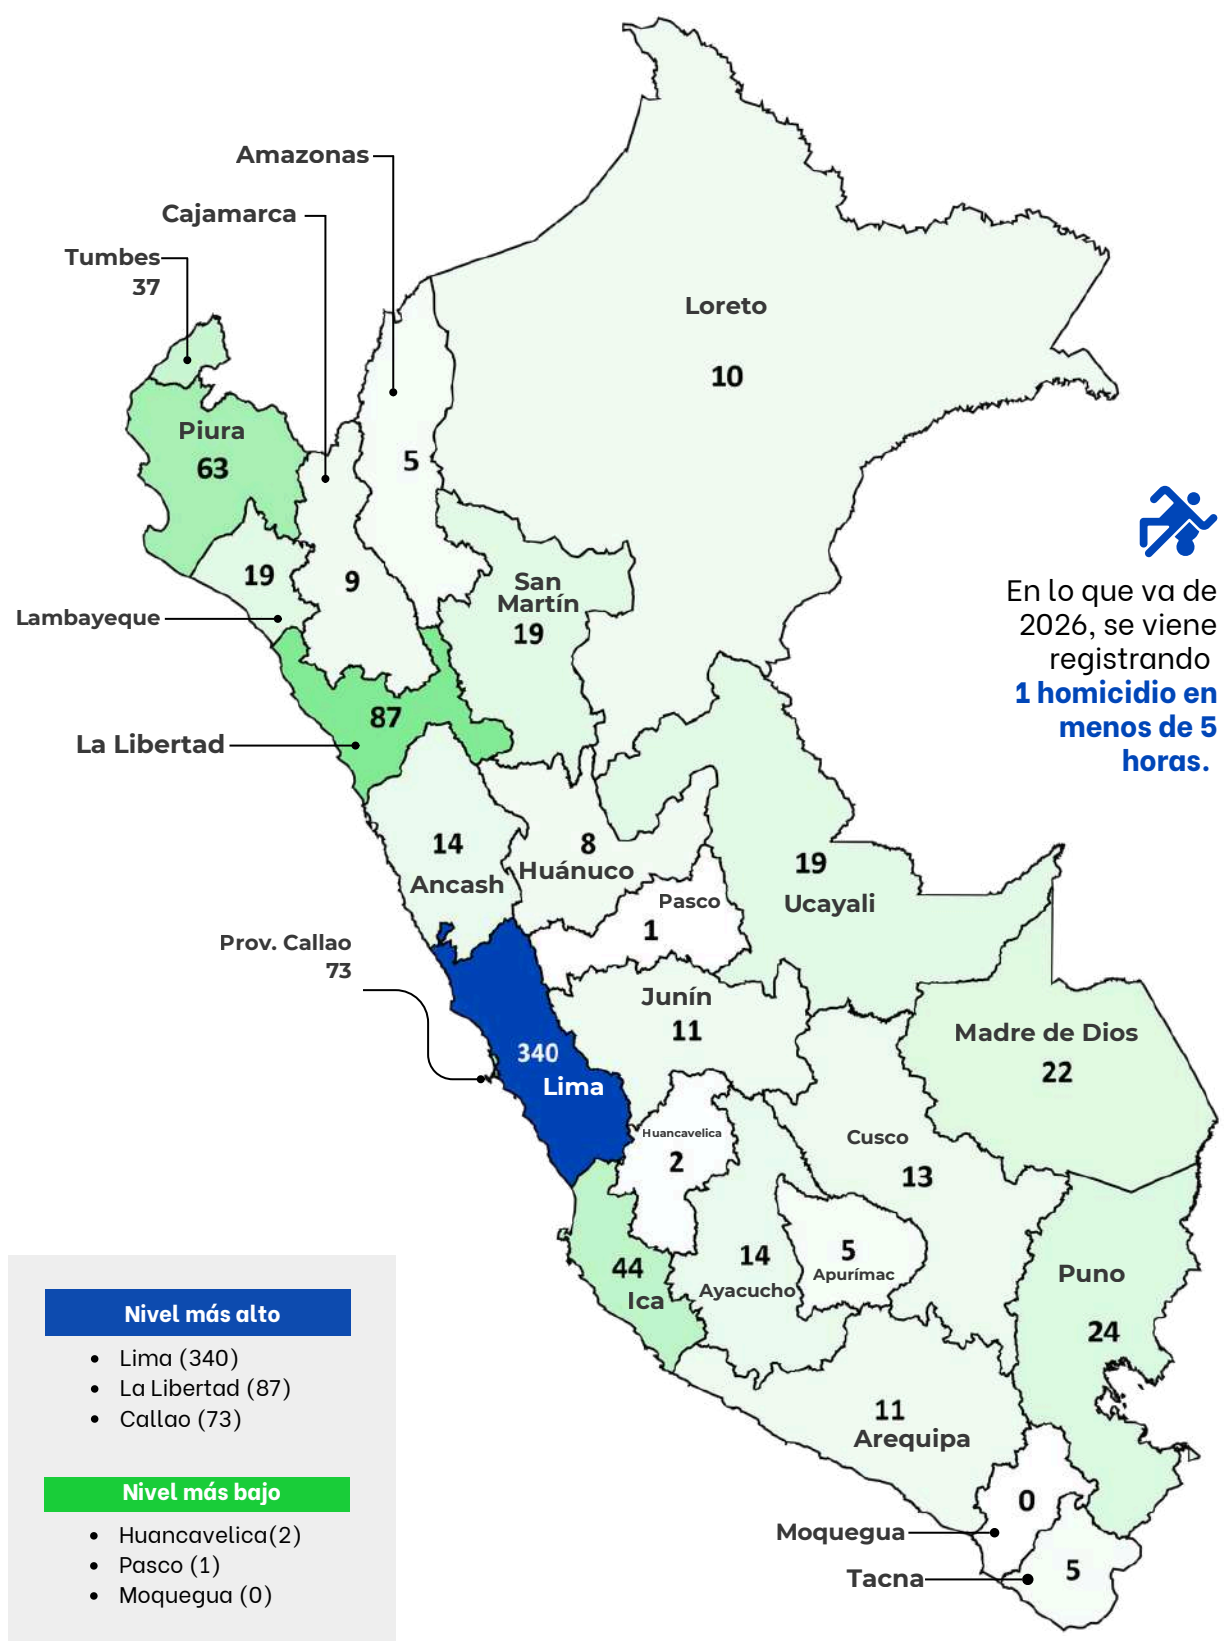 Amazonas
Cajamarca
Tumbes
37
Loreto
10
Piura
63
5
19
9
San
Martín
19
Lambayeque
En lo que va de
2026, se viene
registrando
1 homicidio en
menos de 5
horas.
87
La Libertad
14
Ancash
8
Huánuco
19
Ucayali
Pasco
1
Prov. Callao
73
Junín
11
Madre de Dios
22
340
Lima
Huancavelica
2
Cusco
13
44
Ica
14
Ayacucho
5
Apurímac
Puno
24
11
Arequipa
0
Moquegua
Tacna
5
Nivel más alto
• Lima (340)
• La Libertad (87)
• Callao (73)
Nivel más bajo
• Huancavelica(2)
• Pasco (1)
• Moquegua (0)